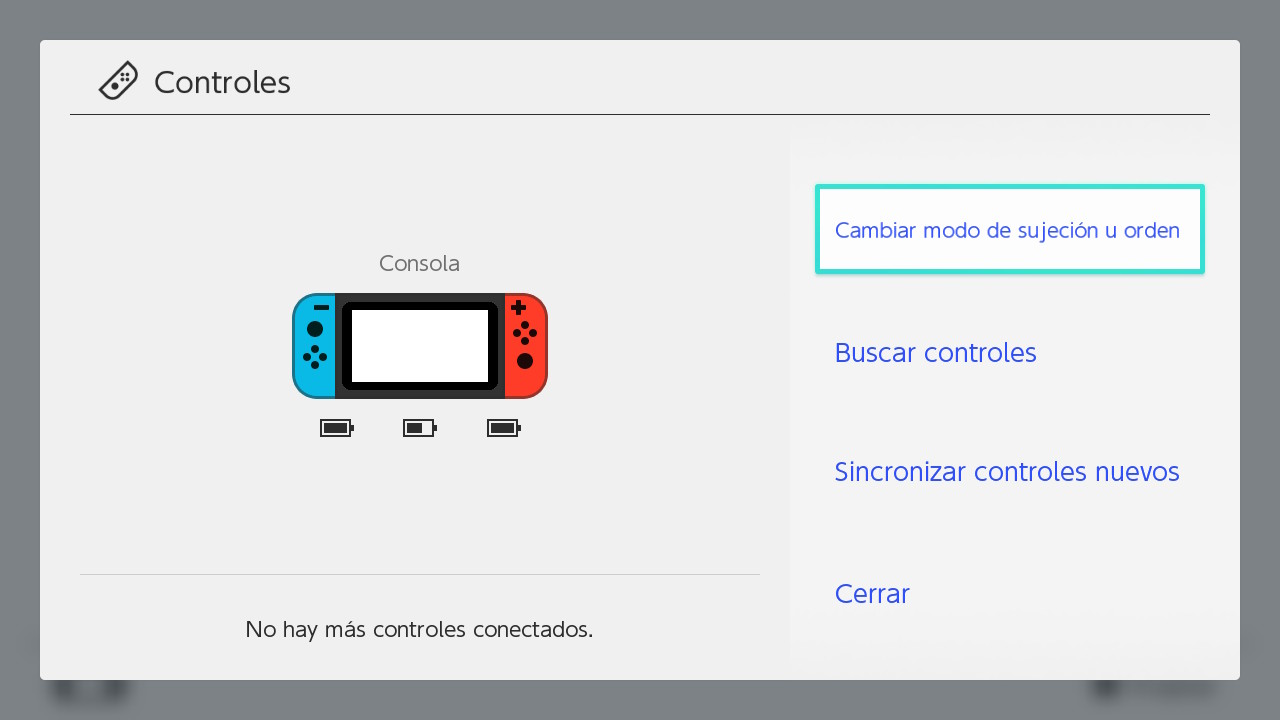 Controles
Consola
No hay más controles conectados.
Cambiar modo de sujeción u orden
Buscar controles
Sincronizar controles nuevos
Cerrar